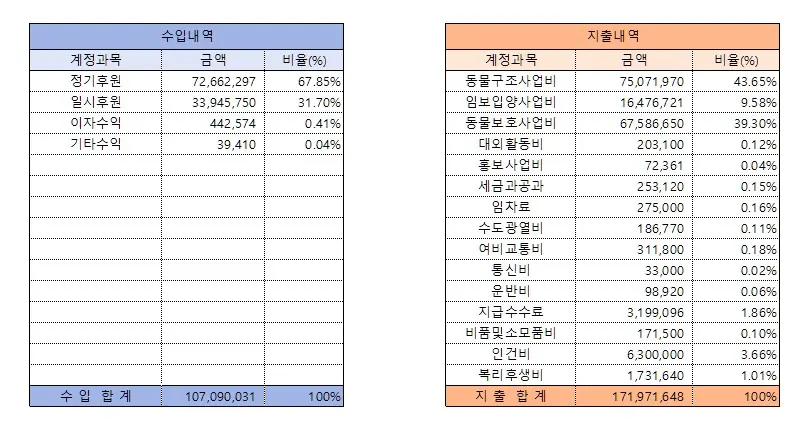 수입내역
계정과목 금액 비율(%)
정기후원 72,662,297 67.85%
일시후원 33,945,750 31.70%
이자수익 442,574 0.41%
기타수익 39,410 0.04%
수 입 합 계 107,090,031 100%
지출내역
계정과목 금액 비율(%)
동물구조사업비 75,071,970 43.65%
임보입양사업비 16,476,721 9.58%
동물보호사업비 67,586,650 39.30%
대외활동비 203,100 0.12%
홍보사업비 72,361 0.04%
세금과공과 253,120 0.15%
임차료 275,000 0.16%
수도광열비 186,770 0.11%
여비교통비 311,800 0.18%
통신비 33,000 0.02%
운반비 98,920 0.06%
지급수수료 3,199,096 1.86%
비품및소모품비 171,500 0.10%
인건비 6,300,000 3.66%
복리후생비 1,731,640 1.01%
지 출 합 계 171,971,648 100%